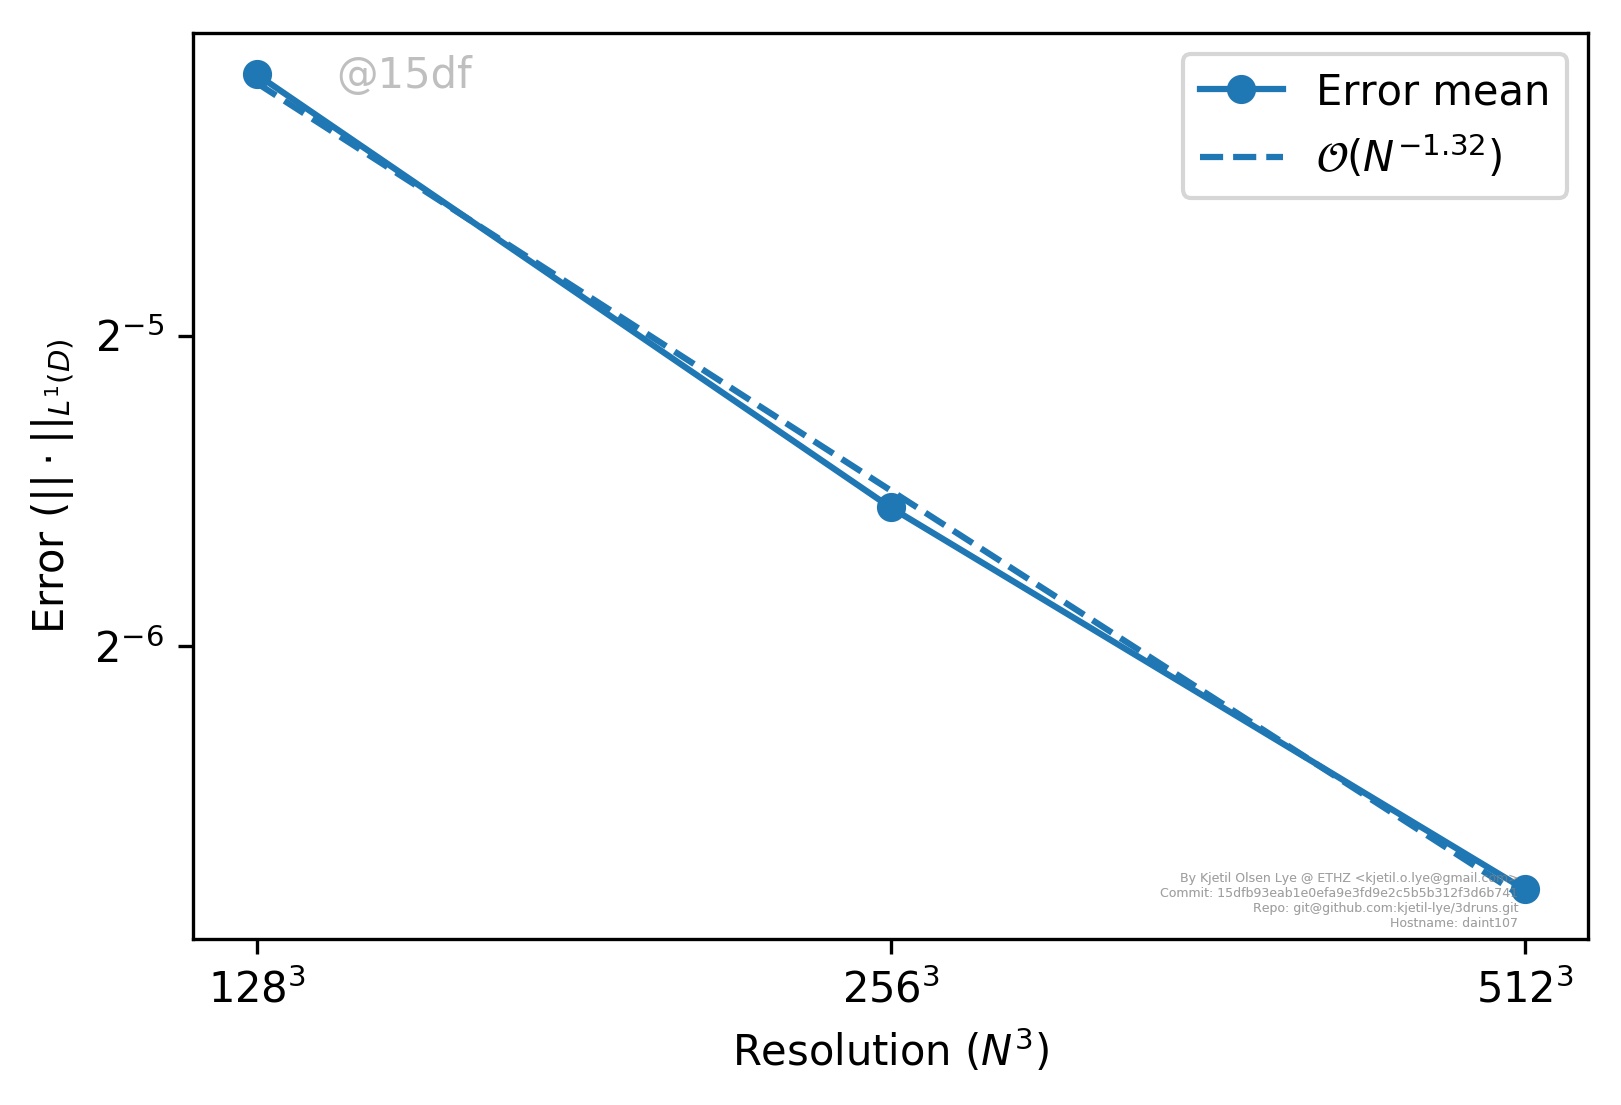 @15df
Error mean
𝒪(N^{-1.32})
2^{-5}
2^{-6}
Error (|| · ||_{L^1(D)})
By Kjetil Olsen Lye @ ETHZ <kjetil.o.lye@gmail.com>
Commit: 15dfb93eab1e0efa9e3fd9e2c5b5b312f3d6b741
Repo: git@github.com:kjetil-lye/3druns.git
Hostname: daint107
128^3 256^3 512^3
Resolution (N^3)